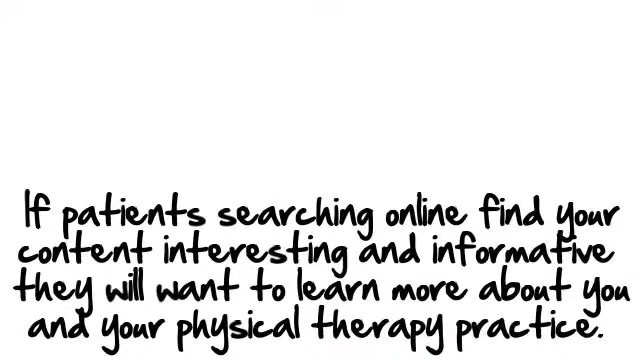 If patients searching online find your
content interesting and informative
they will want to learn more about you
and your physical therapy practice.